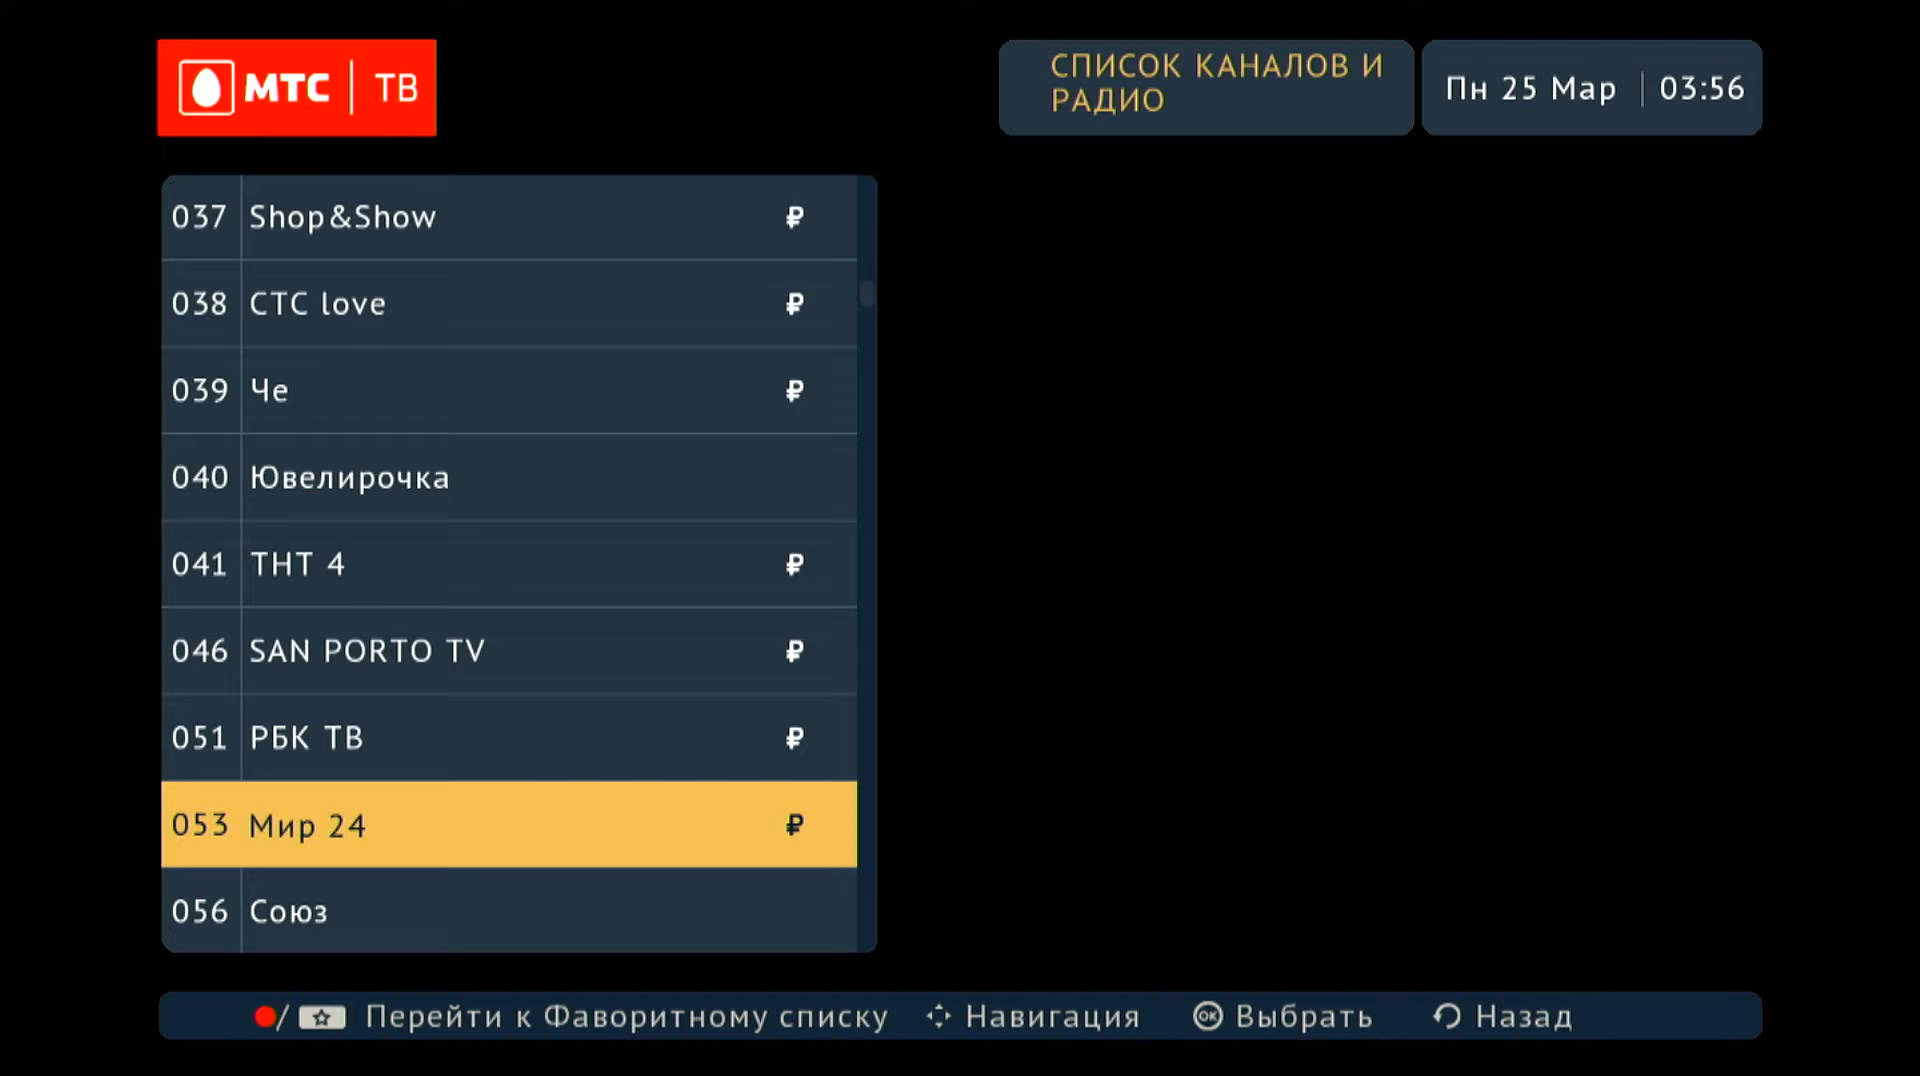 МТС | ТВ
СПИСОК КАНАЛОВ И
РАДИО
Пн 25 Мар | 03:56
037 Shop&Show ₽
038 СТС love ₽
039 Че ₽
040 Ювелирочка
041 ТНТ 4 ₽
046 SAN PORTO TV ₽
051 РБК ТВ ₽
053 Мир 24 ₽
056 Союз
/ Перейти к Фаворитному списку Навигация OK Выбрать Назад